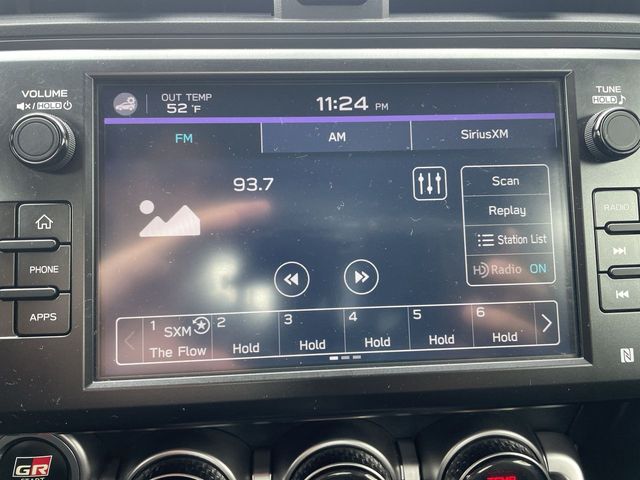 VOLUME
HOLD
OUT TEMP
52 °F
11:24 PM
TUNE
HOLD
FM
AM
SiriusXM
93.7
Scan
Replay
Station List
HD Radio ON
RADIO
PHONE
APPS
1 SXM 2 3 4 5 6
The Flow Hold Hold Hold Hold Hold
N
GR
START
TEMP